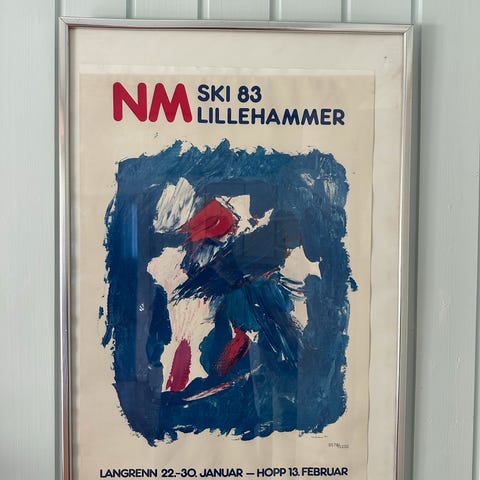 NM SKI 83
LILLEHAMMER
LANGRENN 22.-30. JANUAR – HOPP 13. FEBRUAR